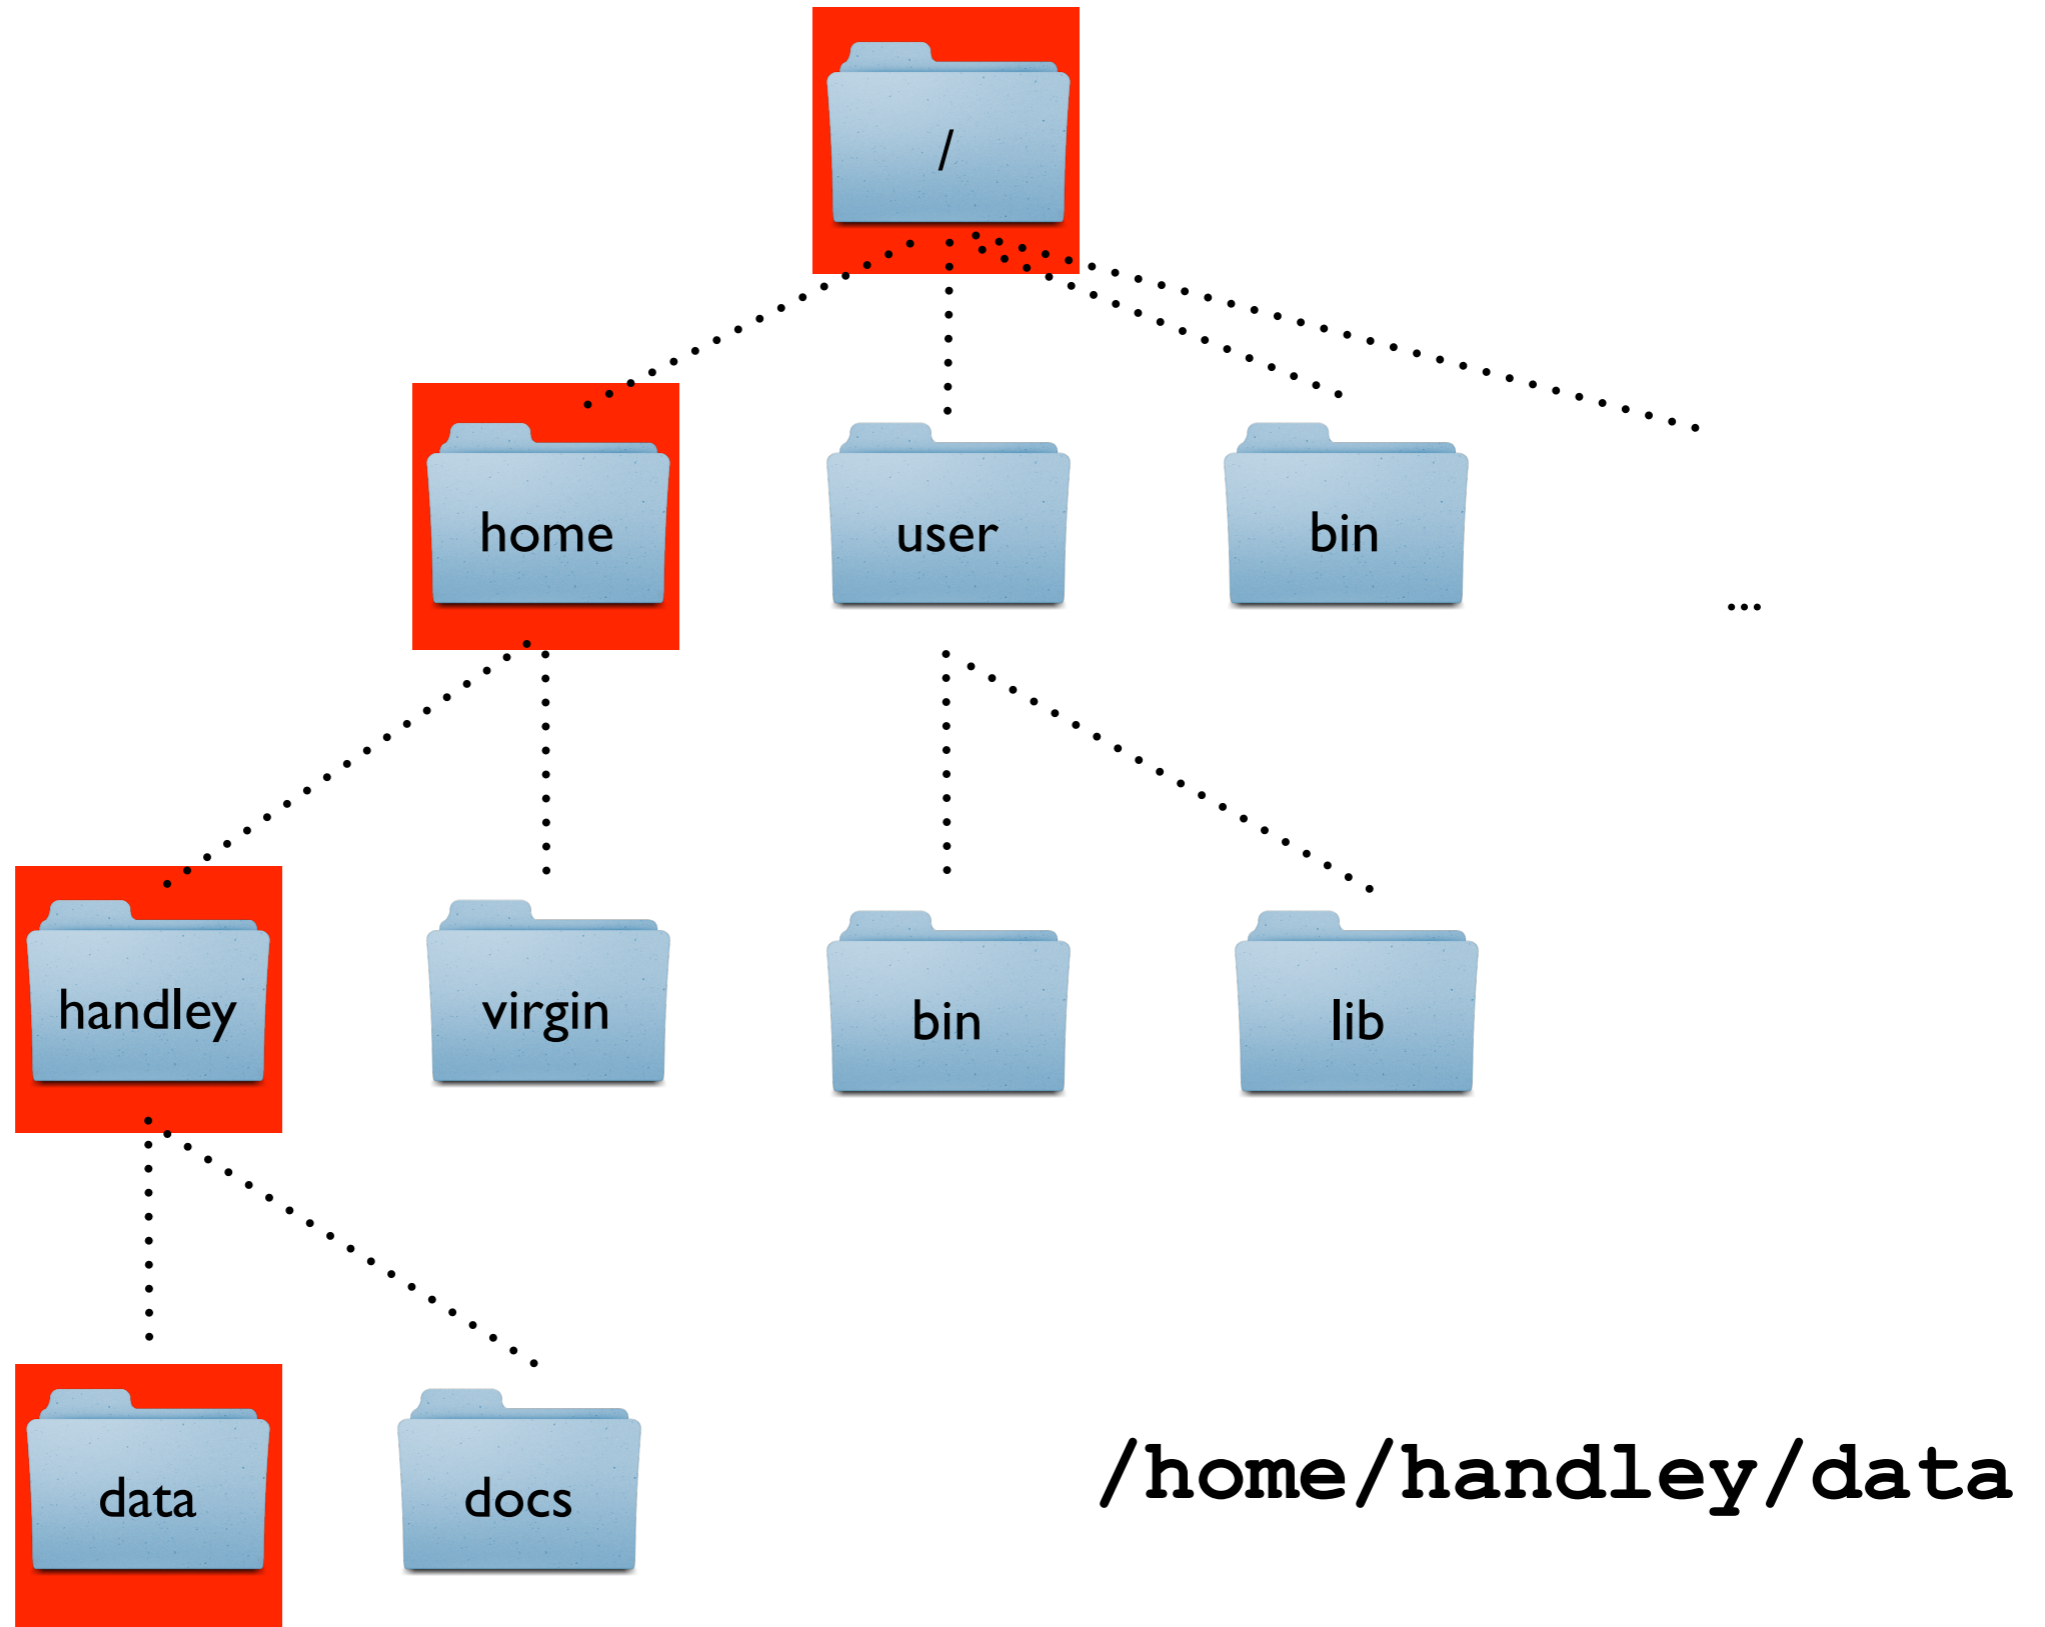 /
home
user
bin
...
handley
virgin
bin
lib
data
docs
/home/handley/data